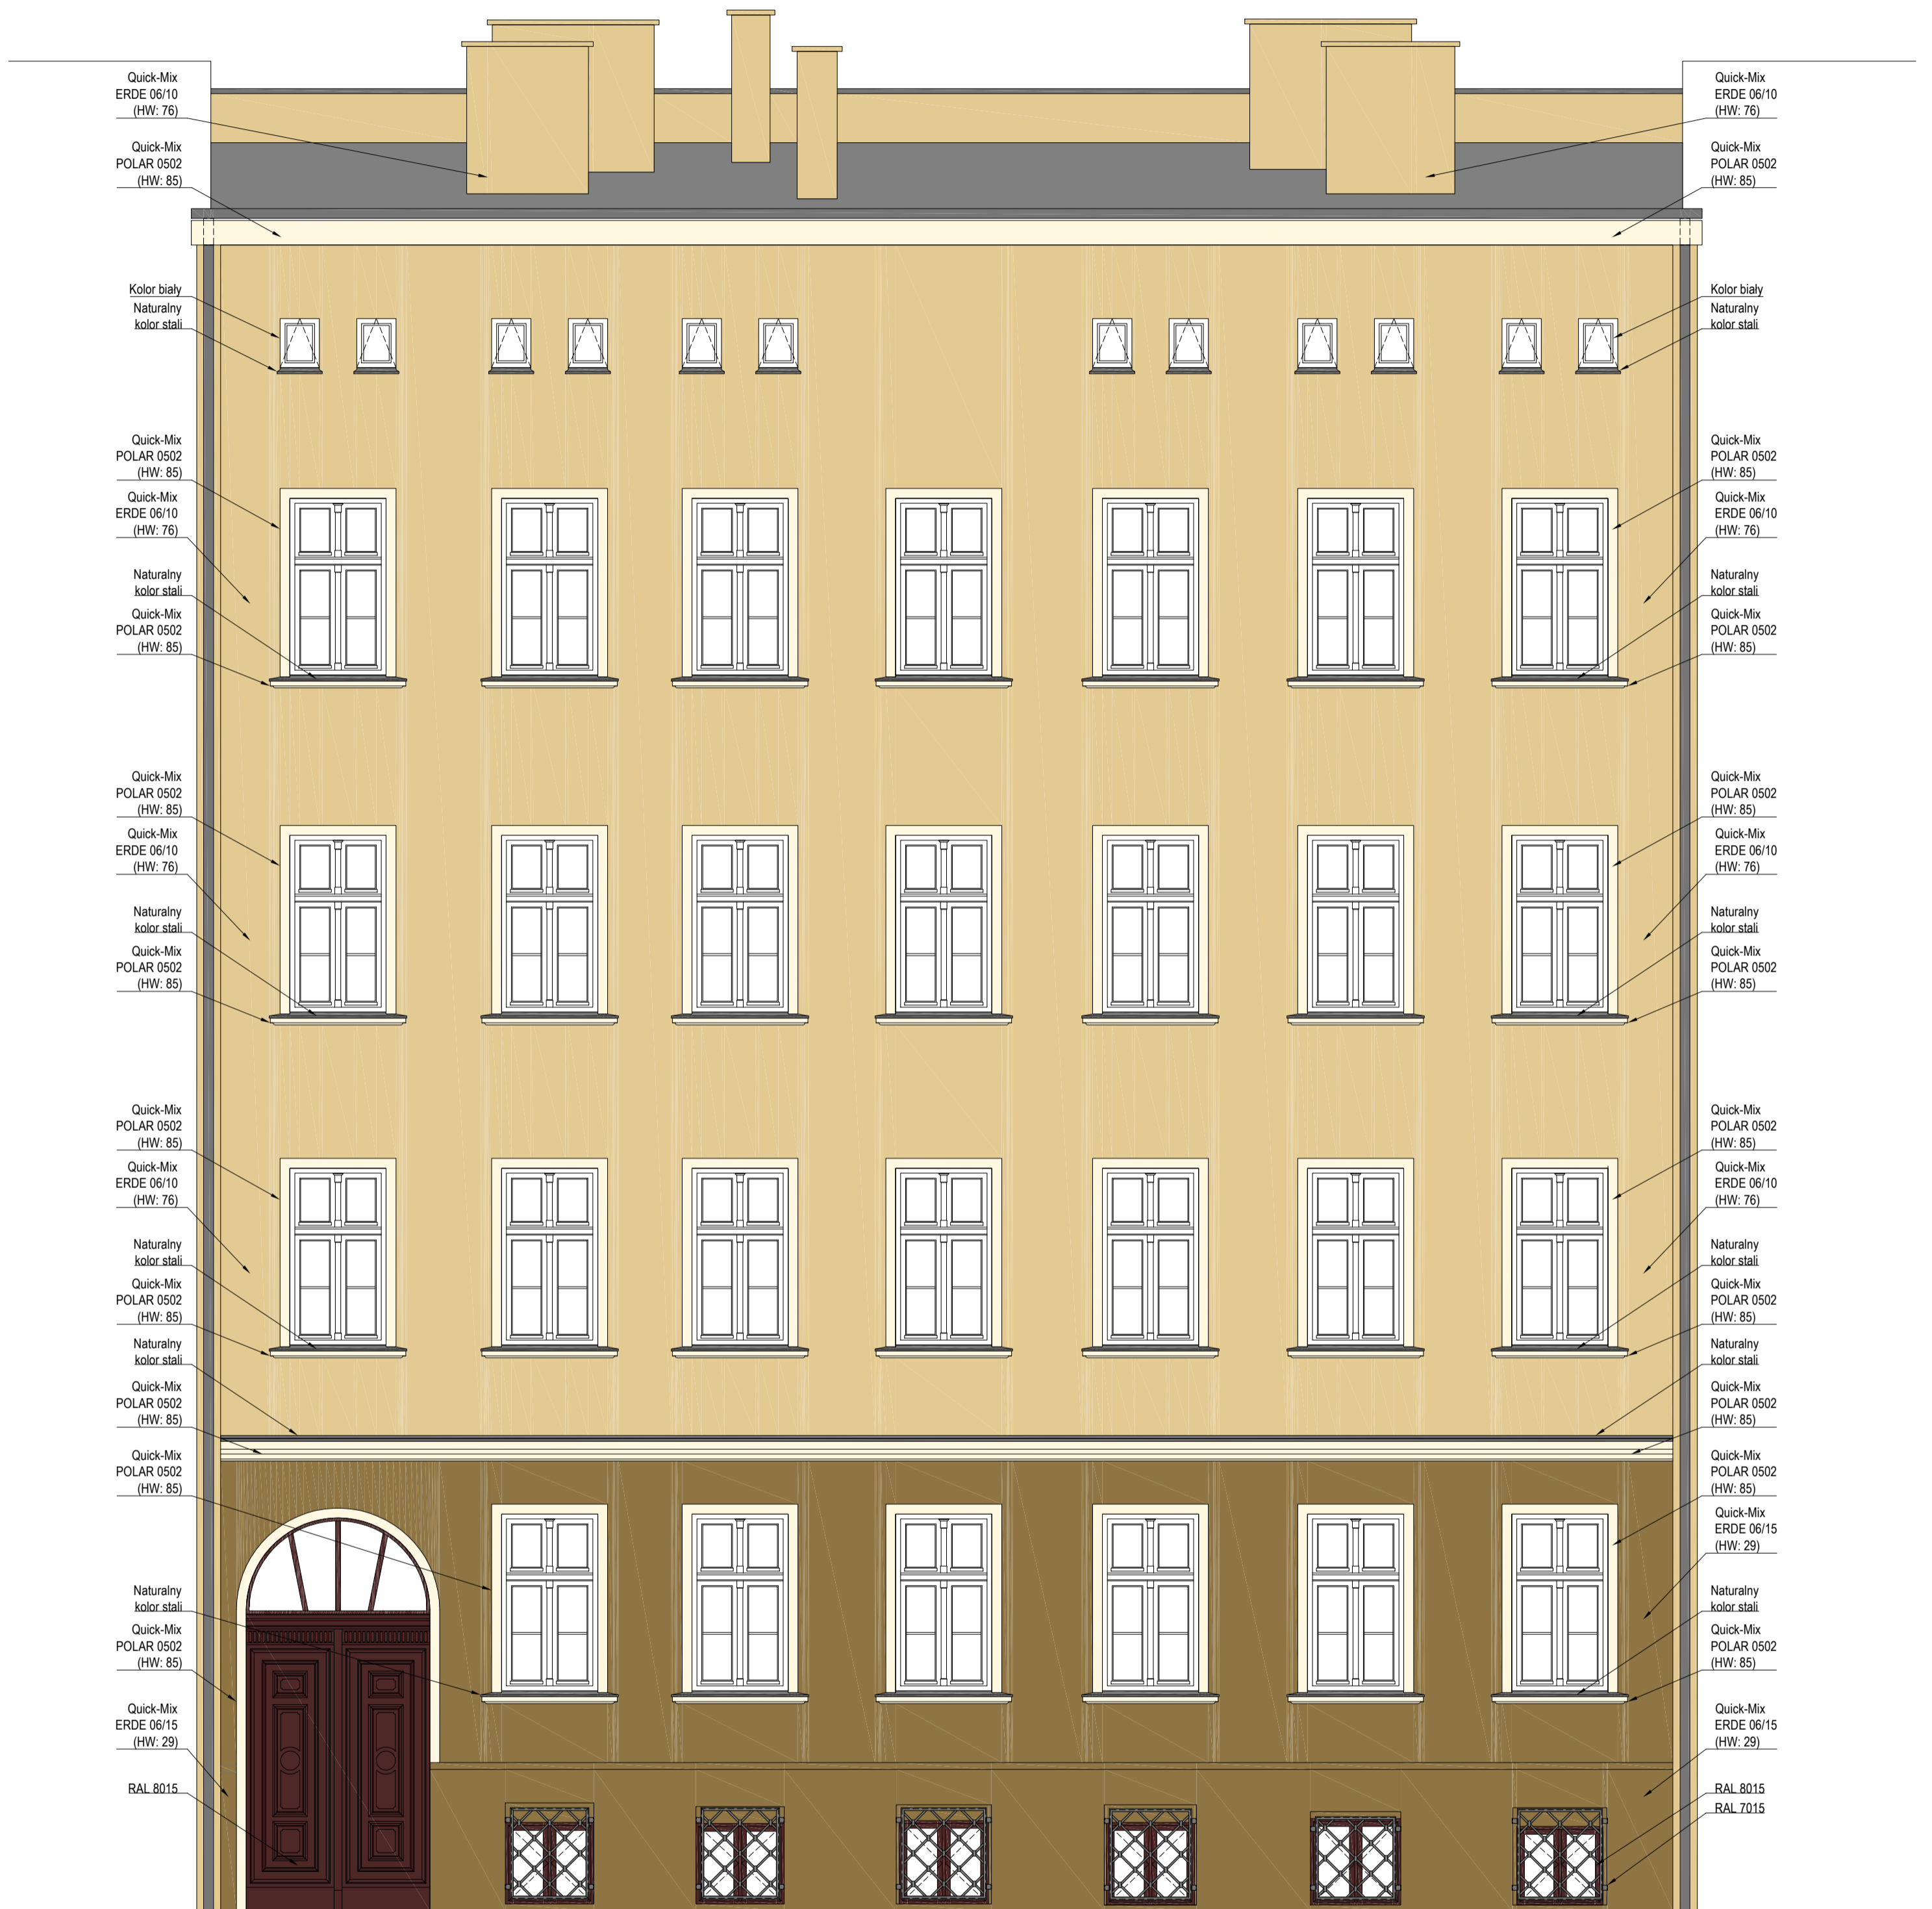 Quick-Mix
ERDE 06/10
(HW: 76)
Quick-Mix
POLAR 0502
(HW: 85)
Kolor biały
Naturalny
kolor stali
Quick-Mix
POLAR 0502
(HW: 85)
Quick-Mix
ERDE 06/10
(HW: 76)
Naturalny
kolor stali
Quick-Mix
POLAR 0502
(HW: 85)
Quick-Mix
POLAR 0502
(HW: 85)
Quick-Mix
ERDE 06/10
(HW: 76)
Naturalny
kolor stali
Quick-Mix
POLAR 0502
(HW: 85)
Quick-Mix
POLAR 0502
(HW: 85)
Quick-Mix
ERDE 06/10
(HW: 76)
Naturalny
kolor stali
Quick-Mix
POLAR 0502
(HW: 85)
Naturalny
kolor stali
Quick-Mix
POLAR 0502
(HW: 85)
Quick-Mix
POLAR 0502
(HW: 85)
Naturalny
kolor stali
Quick-Mix
POLAR 0502
(HW: 85)
Quick-Mix
ERDE 06/15
(HW: 29)
RAL 8015
Quick-Mix
ERDE 06/10
(HW: 76)
Quick-Mix
POLAR 0502
(HW: 85)
Kolor biały
Naturalny
kolor stali
Quick-Mix
POLAR 0502
(HW: 85)
Quick-Mix
ERDE 06/10
(HW: 76)
Naturalny
kolor stali
Quick-Mix
POLAR 0502
(HW: 85)
Quick-Mix
POLAR 0502
(HW: 85)
Quick-Mix
ERDE 06/10
(HW: 76)
Naturalny
kolor stali
Quick-Mix
POLAR 0502
(HW: 85)
Quick-Mix
POLAR 0502
(HW: 85)
Quick-Mix
ERDE 06/10
(HW: 76)
Naturalny
kolor stali
Quick-Mix
POLAR 0502
(HW: 85)
Naturalny
kolor stali
Quick-Mix
POLAR 0502
(HW: 85)
Quick-Mix
POLAR 0502
(HW: 85)
Quick-Mix
ERDE 06/15
(HW: 29)
Naturalny
kolor stali
Quick-Mix
POLAR 0502
(HW: 85)
Quick-Mix
ERDE 06/15
(HW: 29)
RAL 8015
RAL 7015